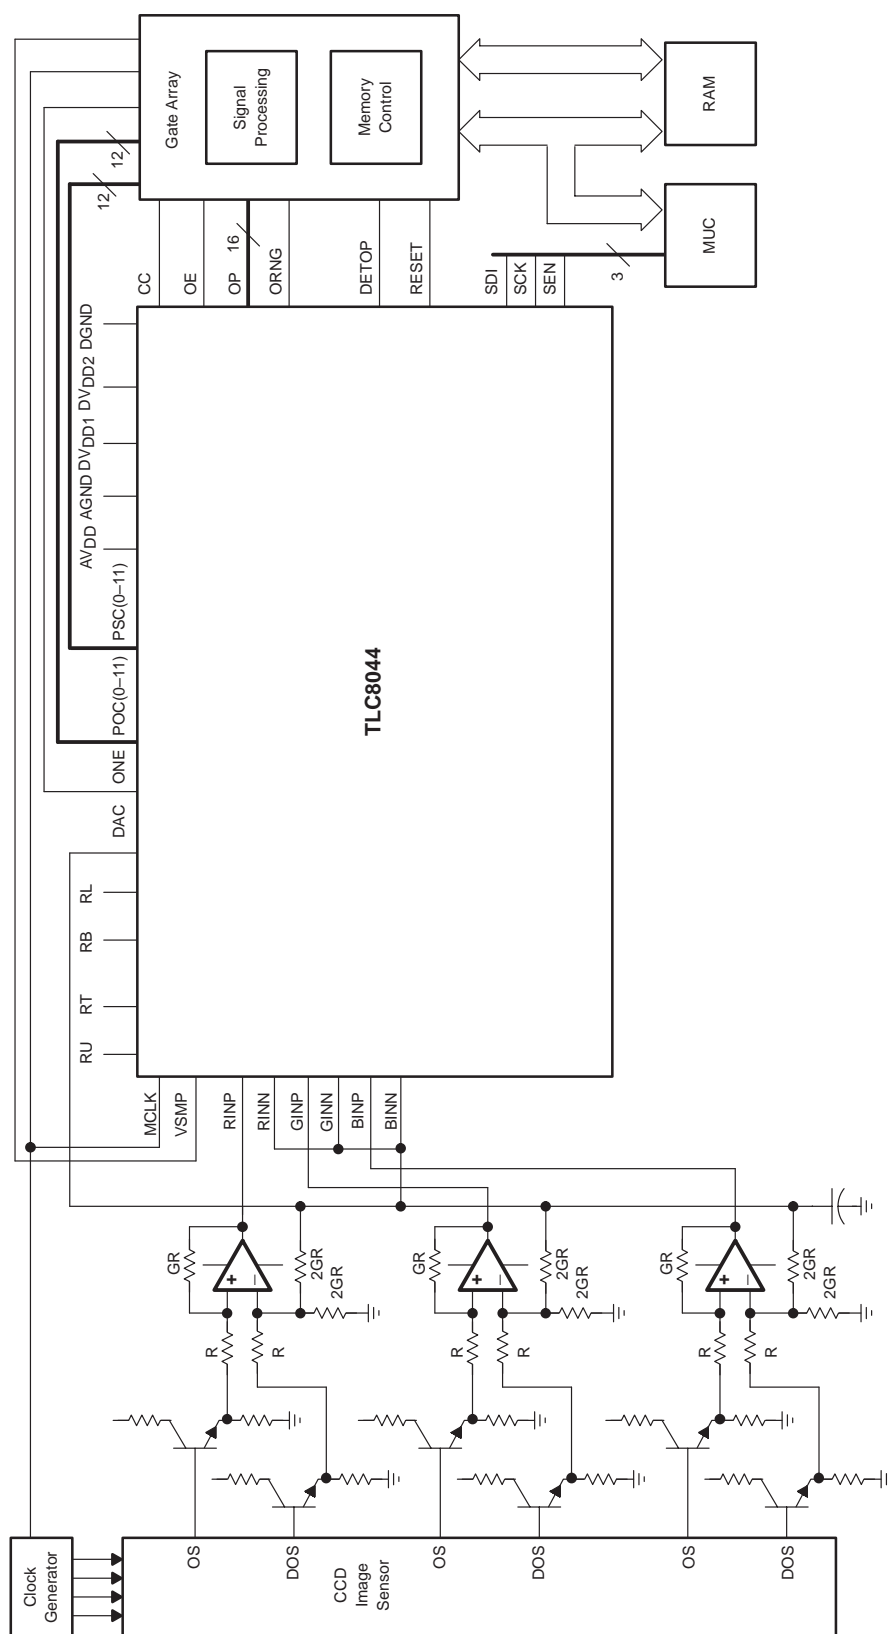 Clock
Generator
CCD
Image
Sensor
OS
DOS
OS
DOS
OS
DOS
R
R
GR
+
–
2GR
2GR
R
R
GR
+
–
2GR
2GR
R
R
GR
+
–
2GR
2GR
MCLK
VSMP
RINP
RINN
GINP
GINN
BINP
BINN
RU
RT
RB
RL
DAC
ONE
POC(0–11)
PSC(0–11)
AVDD
AGND
DVDD1
DVDD2
DGND
TLC8044
CC
OE
OP
ORNG
DETOP
RESET
SDI
SCK
SEN
12
12
16
3
Gate Array
Signal
Processing
Memory
Control
RAM
MUC